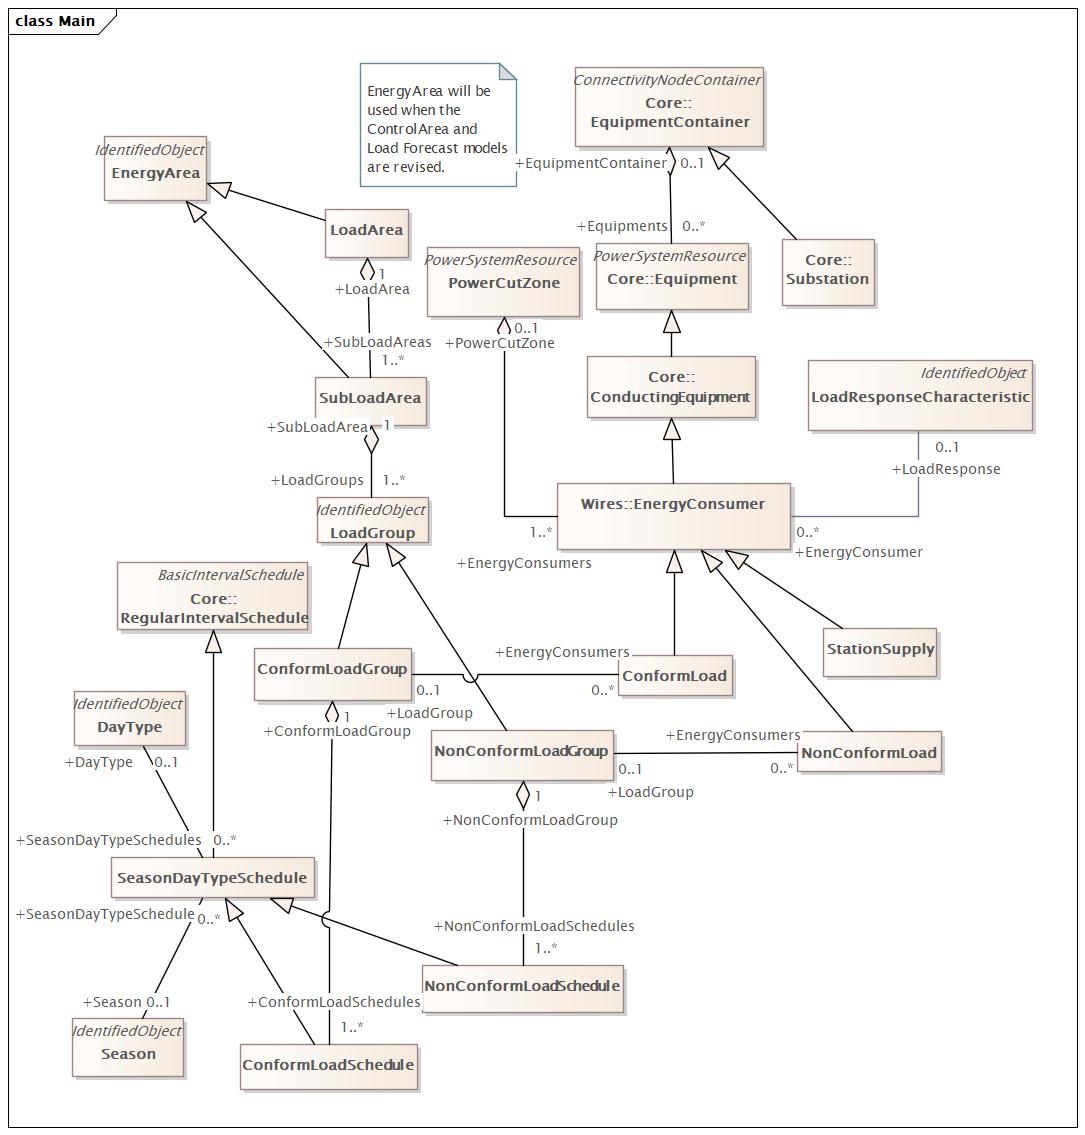 class Main
EnergyArea will be
used when the
ControlArea and
Load Forecast models
are revised.
ConnectivityNodeContainer
Core::
EquipmentContainer
+EquipmentContainer
0..1
IdentifiedObject
EnergyArea
LoadArea
1
+LoadArea
+Equipments
0..*
PowerSystemResource
PowerCutZone
0..1
+PowerCutZone
PowerSystemResource
Core::Equipment
Core::
Substation
+SubLoadAreas
1..*
SubLoadArea
+SubLoadArea
1
Core::
ConductingEquipment
IdentifiedObject
LoadResponseCharacteristic
0..1
+LoadResponse
+LoadGroups
1..*
IdentifiedObject
LoadGroup
Wires::EnergyConsumer
1..*
+EnergyConsumers
0..*
+EnergyConsumer
BasicIntervalSchedule
Core::
RegularIntervalSchedule
ConformLoadGroup
0..1
+LoadGroup
1
+ConformLoadGroup
+EnergyConsumers
0..*
ConformLoad
StationSupply
IdentifiedObject
DayType
+DayType
0..1
NonConformLoadGroup
0..1
+LoadGroup
1
+NonConformLoadGroup
+EnergyConsumers
0..*
NonConformLoad
+SeasonDayTypeSchedules
0..*
SeasonDayTypeSchedule
+SeasonDayTypeSchedule
0..*
+NonConformLoadSchedules
1..*
NonConformLoadSchedule
+Season
0..1
IdentifiedObject
Season
+ConformLoadSchedules
1..*
ConformLoadSchedule